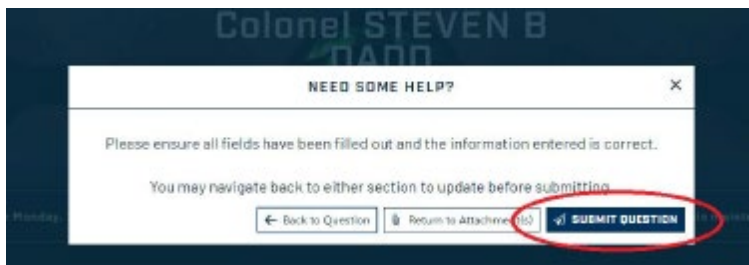 Colonel STEVEN B
DADD
NEED SOME HELP?
Please ensure all fields have been filled out and the information entered is correct.
You may navigate back to either section to update before submitting
Monday.
← Back to Question
Return to Attachment(s)
SUBMIT QUESTION